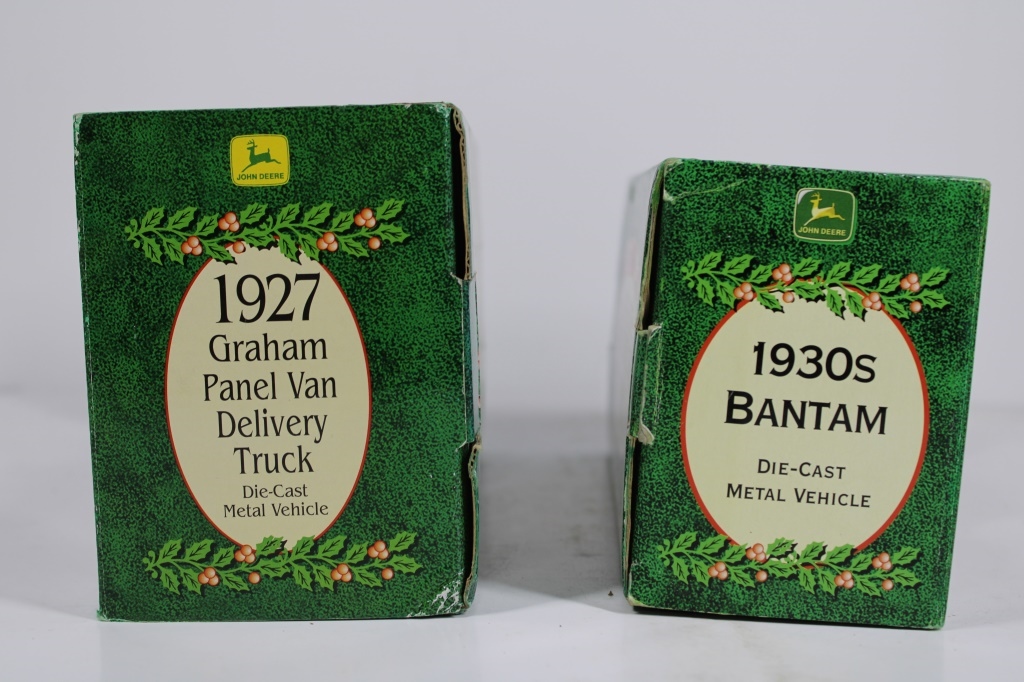 JOHN DEERE
1927
Graham
Panel Van
Delivery
Truck
Die-Cast
Metal Vehicle
JOHN DEERE
1930s
BANTAM
DIE-CAST
METAL VEHICLE